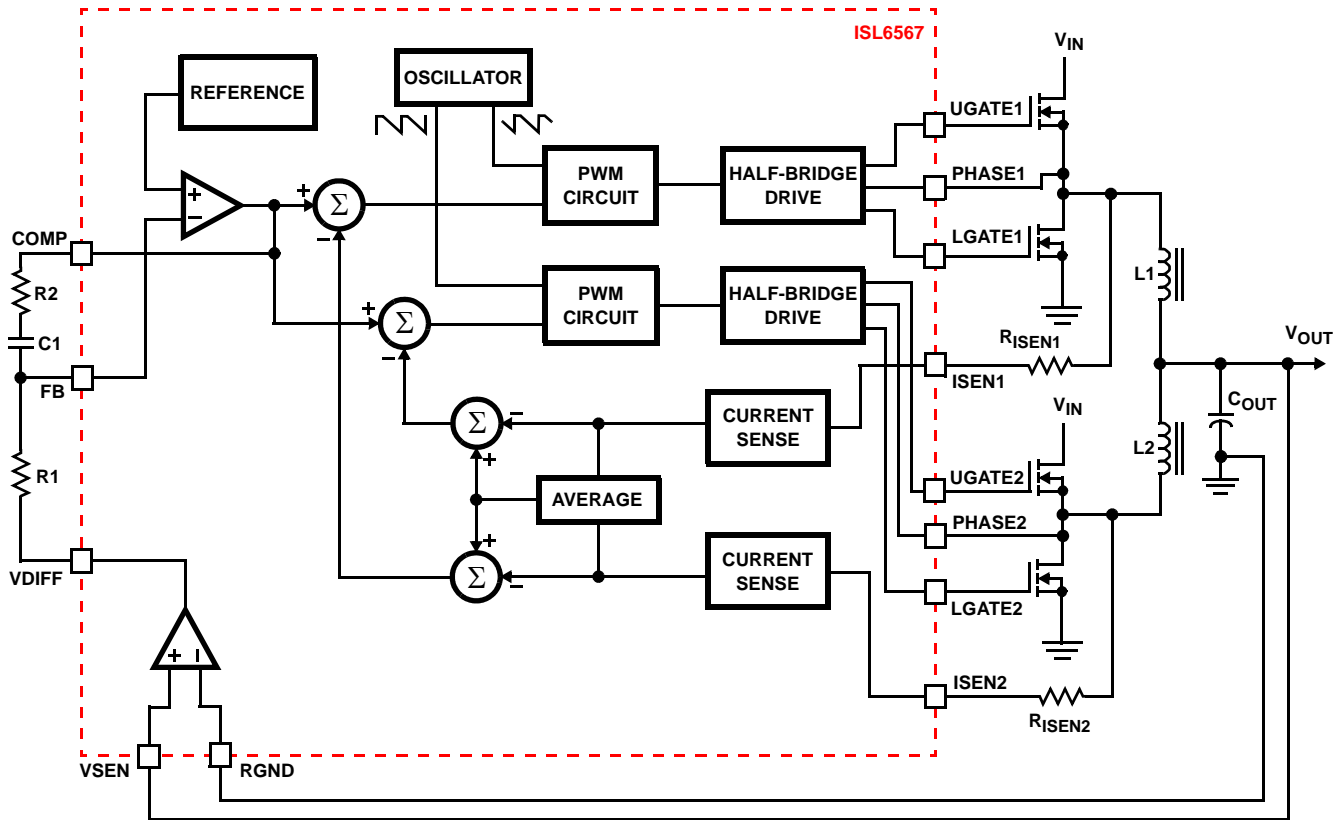 ISL6567
REFERENCE
OSCILLATOR
VIN
UGATE1
PWM
CIRCUIT
HALF-BRIDGE
DRIVE
PHASE1
+
−
+
Σ
−
LGATE1
COMP
R2
C1
FB
R1
L1
+
Σ
−
PWM
CIRCUIT
HALF-BRIDGE
DRIVE
RISEN1
ISEN1
VOUT
COUT
VIN
Σ
−
+
CURRENT
SENSE
L2
UGATE2
AVERAGE
PHASE2
+
Σ
−
CURRENT
SENSE
LGATE2
VDIFF
+
−
ISEN2
RISEN2
VSEN
RGND